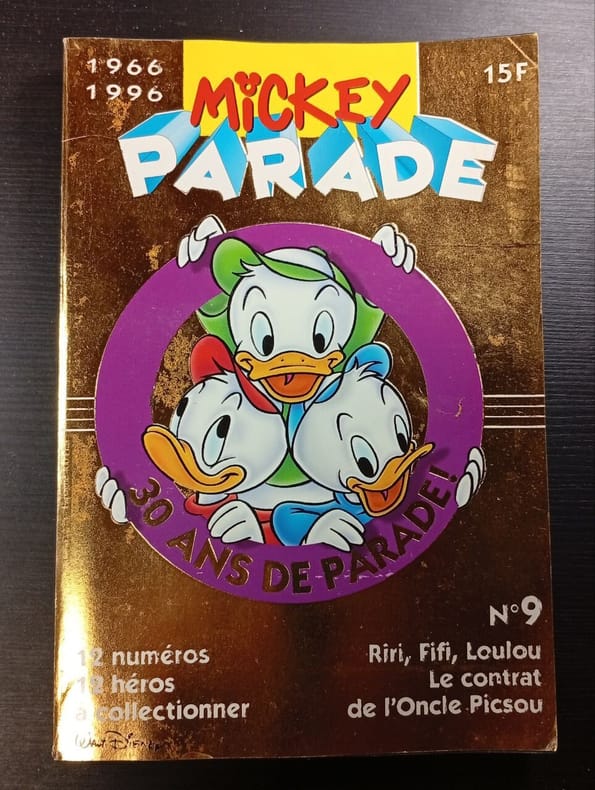 1966
1996
MiCKEY
PARADE
15F
30 ANS DE PARADE!
N°9
12 numéros
12 héros
à collectionner
Riri, Fifi, Loulou
Le contrat
de l'Oncle Picsou
Walt Disney